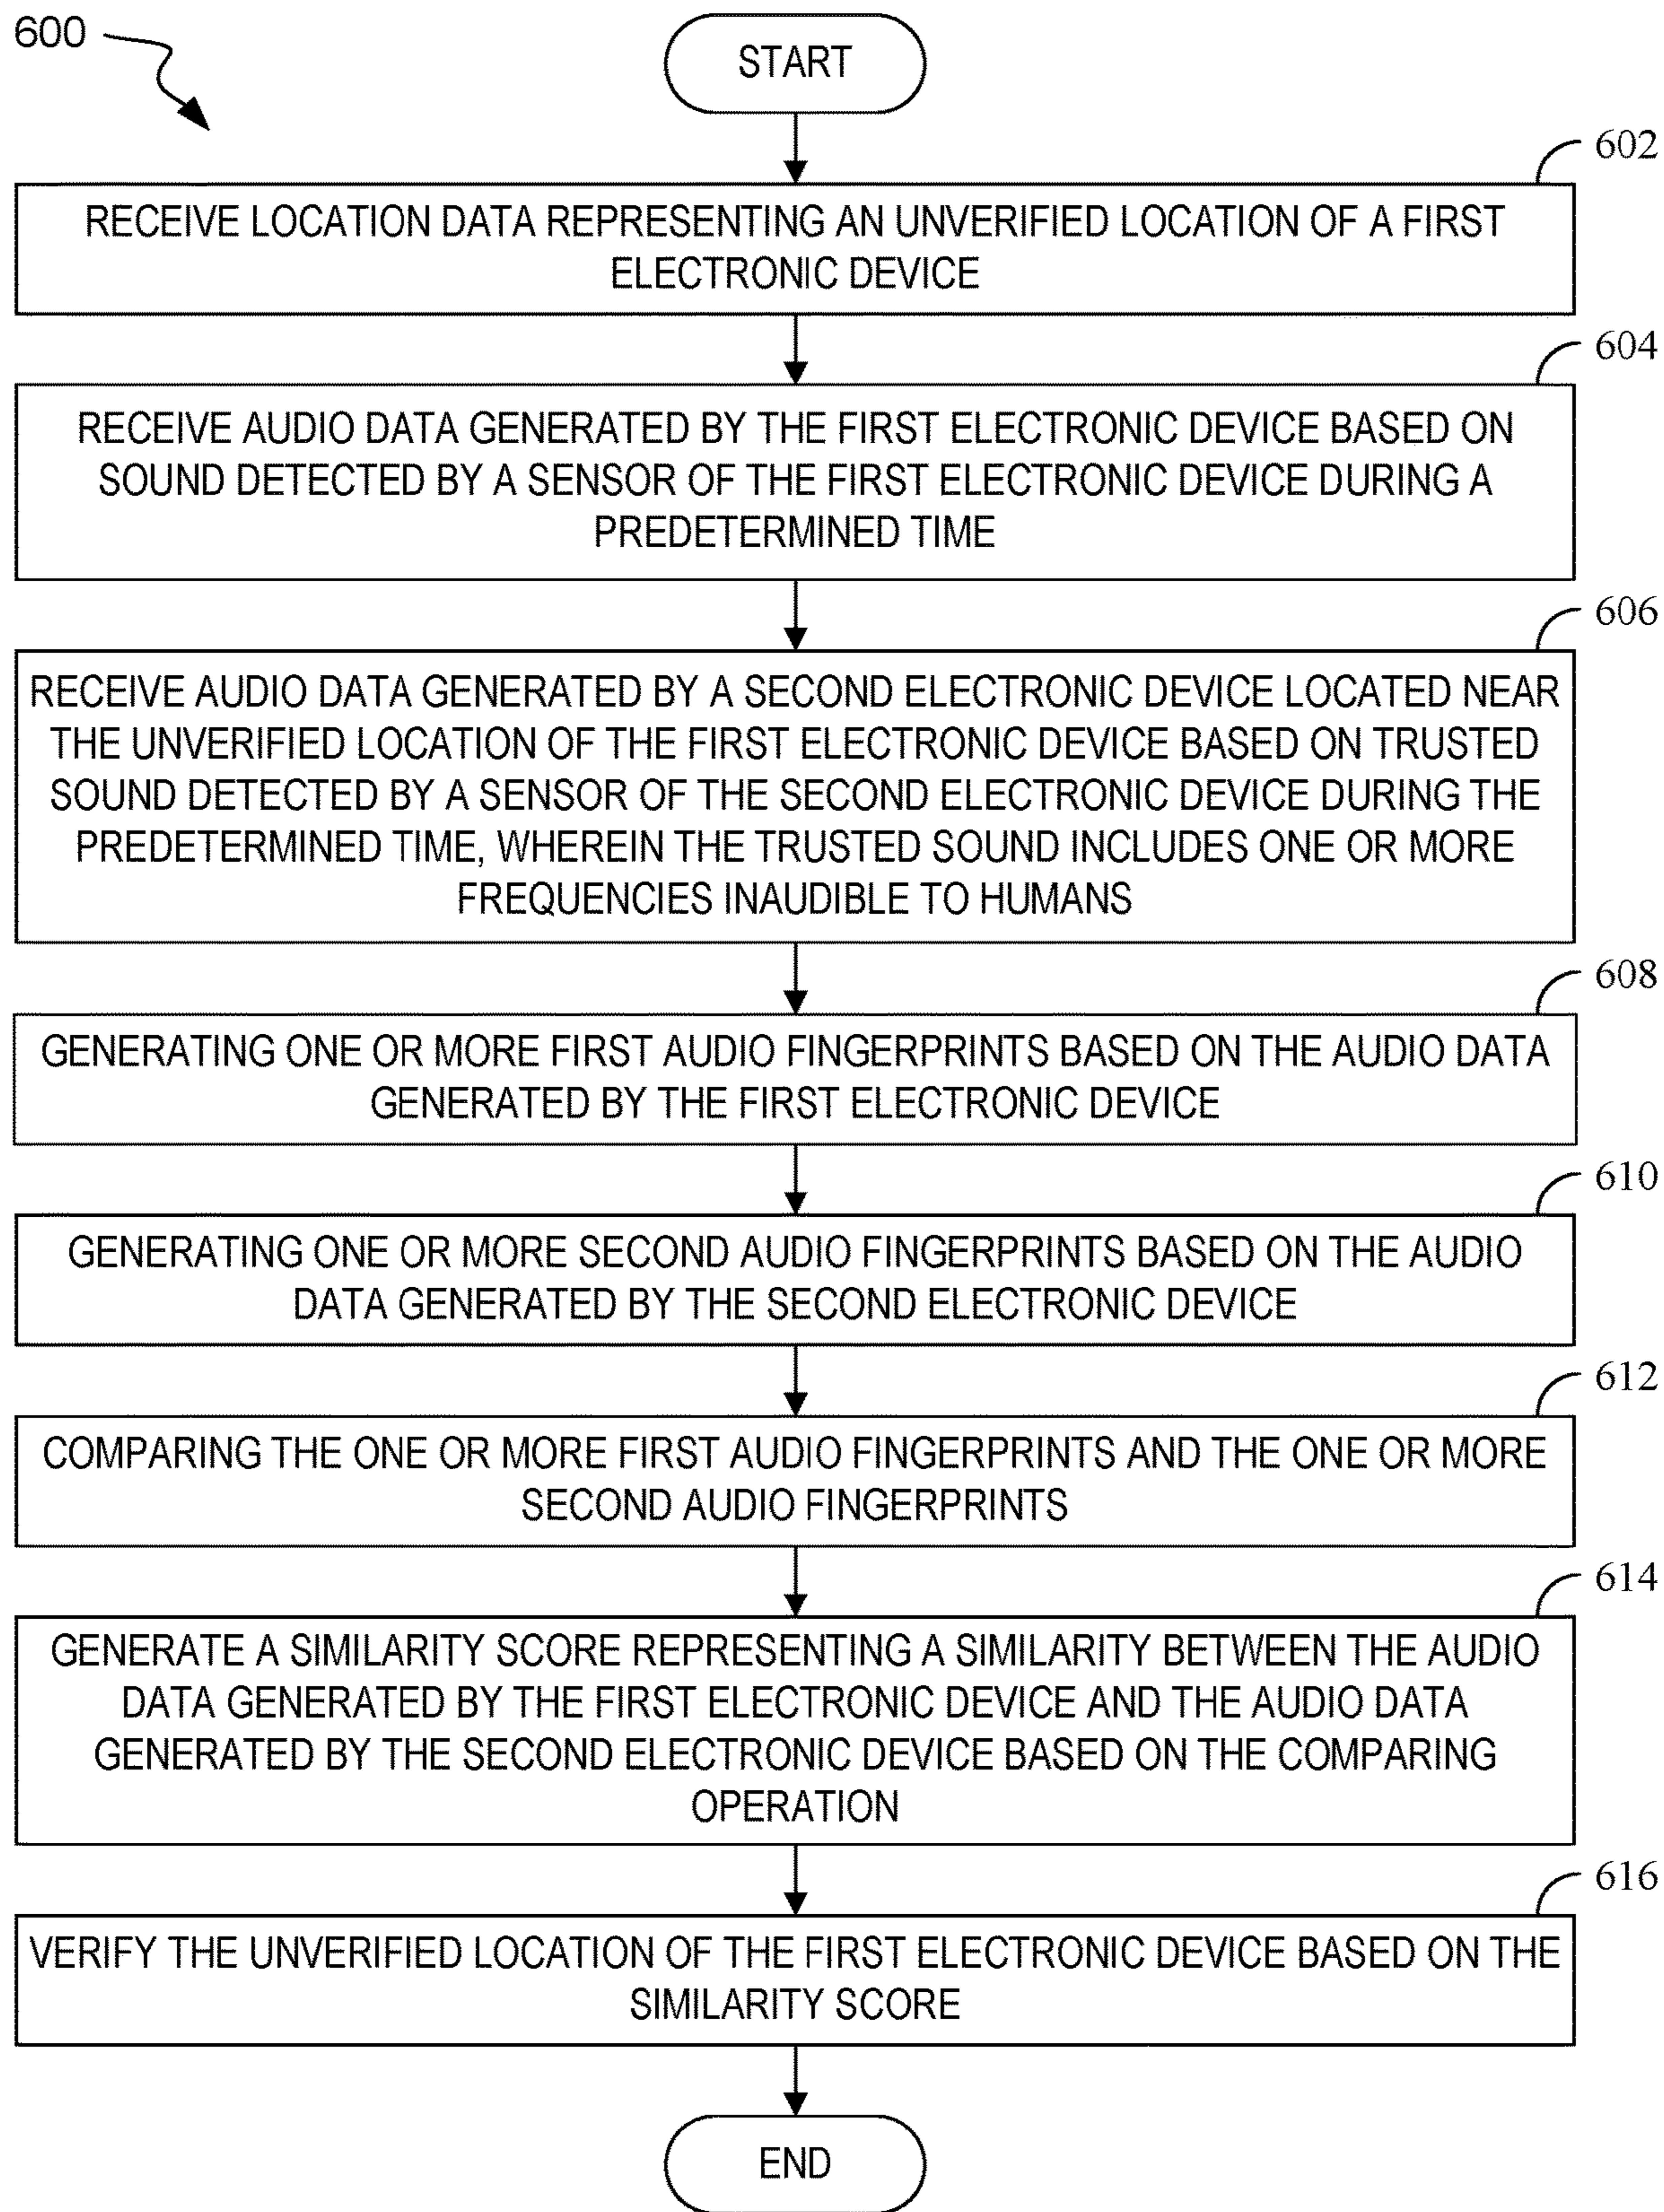 600
START
602
RECEIVE LOCATION DATA REPRESENTING AN UNVERIFIED LOCATION OF A FIRST
ELECTRONIC DEVICE
604
RECEIVE AUDIO DATA GENERATED BY THE FIRST ELECTRONIC DEVICE BASED ON
SOUND DETECTED BY A SENSOR OF THE FIRST ELECTRONIC DEVICE DURING A
PREDETERMINED TIME
606
RECEIVE AUDIO DATA GENERATED BY A SECOND ELECTRONIC DEVICE LOCATED NEAR
THE UNVERIFIED LOCATION OF THE FIRST ELECTRONIC DEVICE BASED ON TRUSTED
SOUND DETECTED BY A SENSOR OF THE SECOND ELECTRONIC DEVICE DURING THE
PREDETERMINED TIME, WHEREIN THE TRUSTED SOUND INCLUDES ONE OR MORE
FREQUENCIES INAUDIBLE TO HUMANS
608
GENERATING ONE OR MORE FIRST AUDIO FINGERPRINTS BASED ON THE AUDIO DATA
GENERATED BY THE FIRST ELECTRONIC DEVICE
610
GENERATING ONE OR MORE SECOND AUDIO FINGERPRINTS BASED ON THE AUDIO
DATA GENERATED BY THE SECOND ELECTRONIC DEVICE
612
COMPARING THE ONE OR MORE FIRST AUDIO FINGERPRINTS AND THE ONE OR MORE
SECOND AUDIO FINGERPRINTS
614
GENERATE A SIMILARITY SCORE REPRESENTING A SIMILARITY BETWEEN THE AUDIO
DATA GENERATED BY THE FIRST ELECTRONIC DEVICE AND THE AUDIO DATA
GENERATED BY THE SECOND ELECTRONIC DEVICE BASED ON THE COMPARING
OPERATION
616
VERIFY THE UNVERIFIED LOCATION OF THE FIRST ELECTRONIC DEVICE BASED ON THE
SIMILARITY SCORE
END